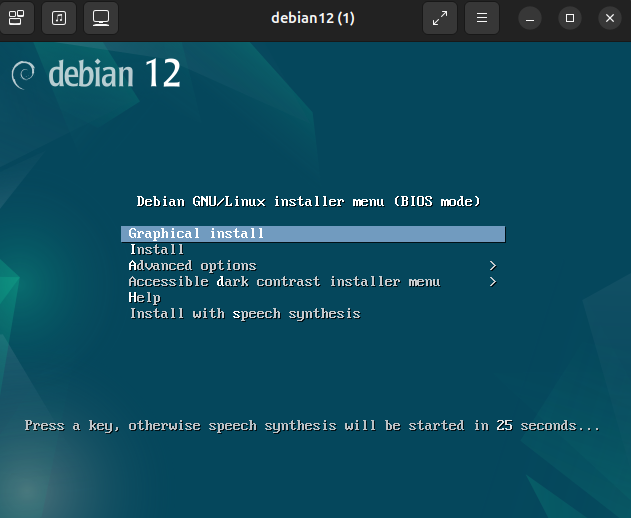 debian12 (1)
debian 12
Debian GNU/Linux installer menu (BIOS mode)
Graphical install
Install
Advanced options >
Accessible dark contrast installer menu >
Help
Install with speech synthesis
Press a key, otherwise speech synthesis will be started in 25 seconds...